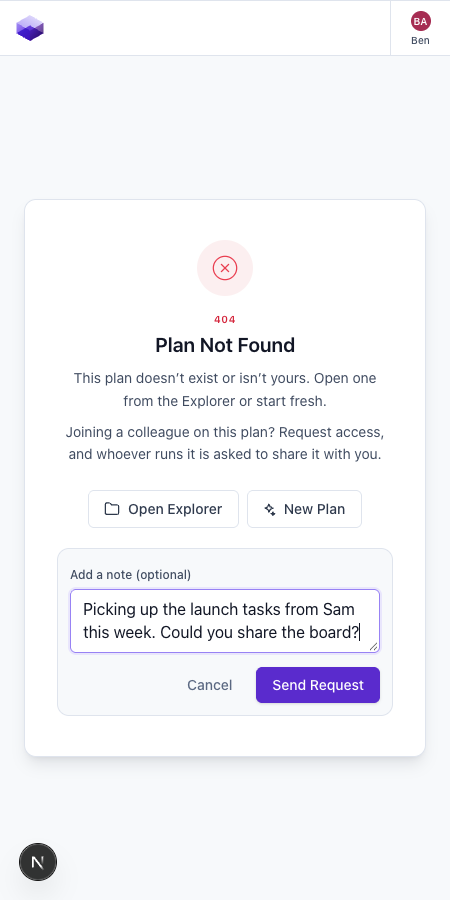 BA
Ben
404
Plan Not Found
This plan doesn’t exist or isn’t yours. Open one
from the Explorer or start fresh.
Joining a colleague on this plan? Request access,
and whoever runs it is asked to share it with you.
Open Explorer
New Plan
Add a note (optional)
Picking up the launch tasks from Sam
this week. Could you share the board?
Cancel
Send Request
N